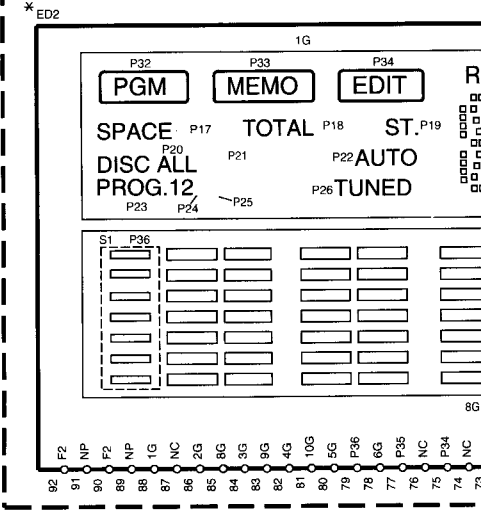 * ED2
1G
P32 P33 P34
PGM MEMO EDIT R
SPACE P17 TOTAL P18 ST. P19
P20
DISC ALL P21 P22 AUTO
PROG.12 P26 TUNED
P23 P24 P25
S1 P36
8G
F2 NP F2 NP 1G NC 2G 8G 3G 9G 4G 10G 5G P36 6G P35 NC P34 NC
92 91 90 89 88 87 86 85 84 83 82 81 80 79 78 77 76 75 74 73